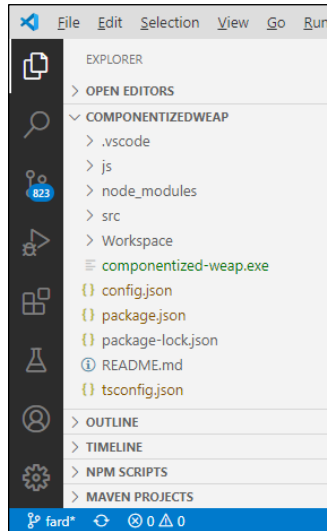 File Edit Selection View Go Run
EXPLORER
OPEN EDITORS
COMPONENTIZEDWEAP
.vscode
js
node_modules
823
src
Workspace
componentized-weap.exe
{} config.json
{} package.json
{} package-lock.json
README.md
{} tsconfig.json
OUTLINE
TIMELINE
NPM SCRIPTS
MAVEN PROJECTS
fard* 0 0